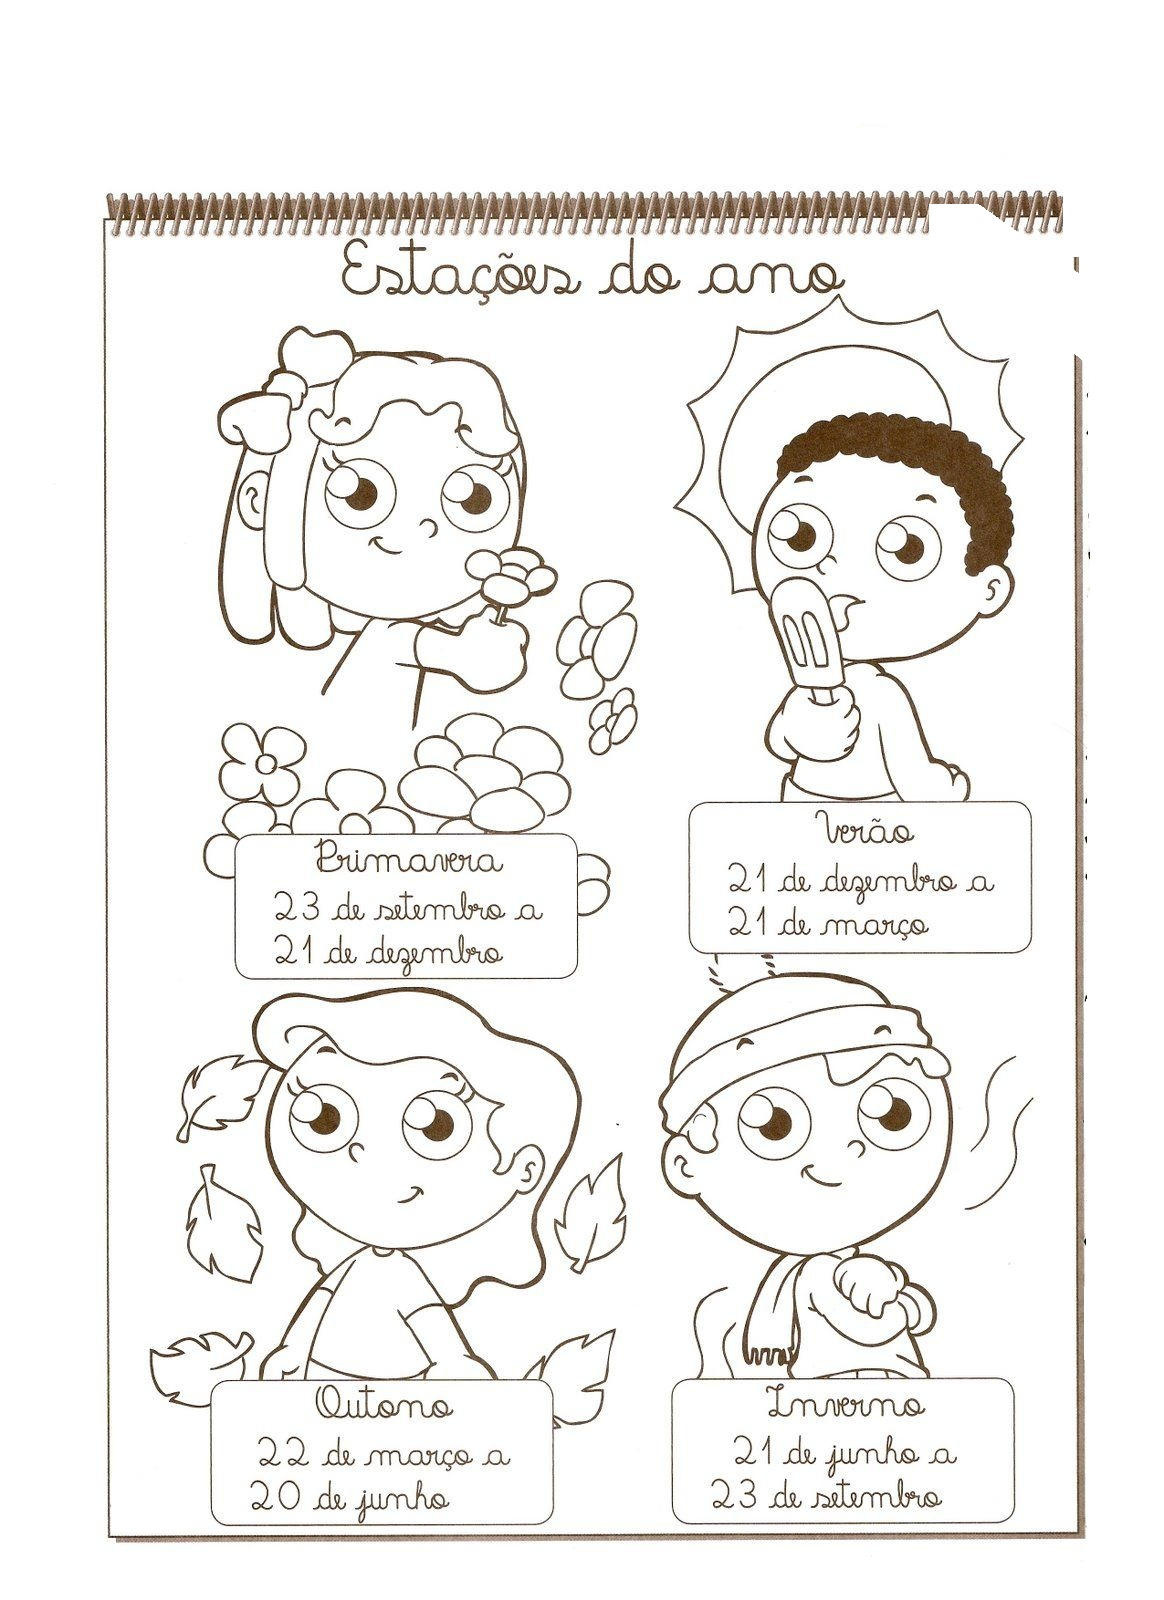 Estações do ano
Primavera
23 de setembro a
21 de dezembro
Verão
21 de dezembro a
21 de março
Outono
22 de março a
20 de junho
Inverno
21 de junho a
23 de setembro